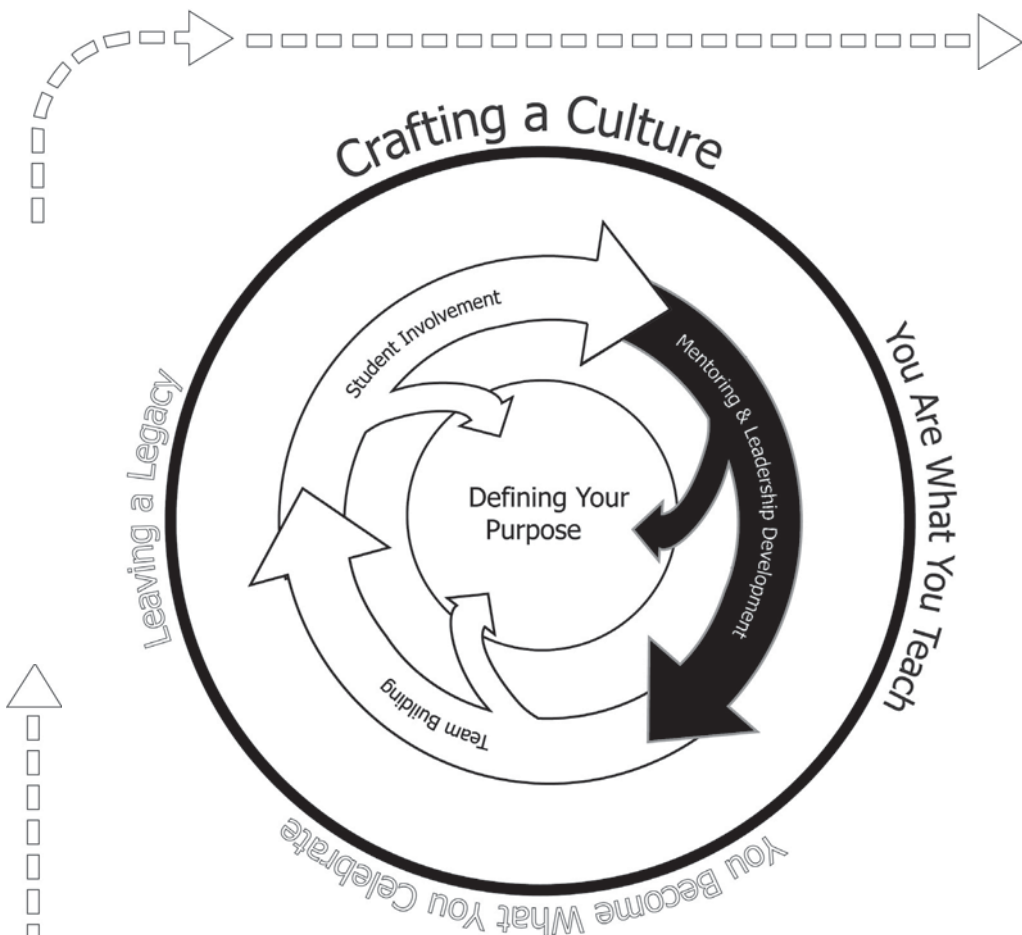 Crafting a Culture
You Are What You Teach
You Become What You Celebrate
Leaving a Legacy
Student Involvement
Mentoring & Leadership Development
Team Building
Defining Your
Purpose